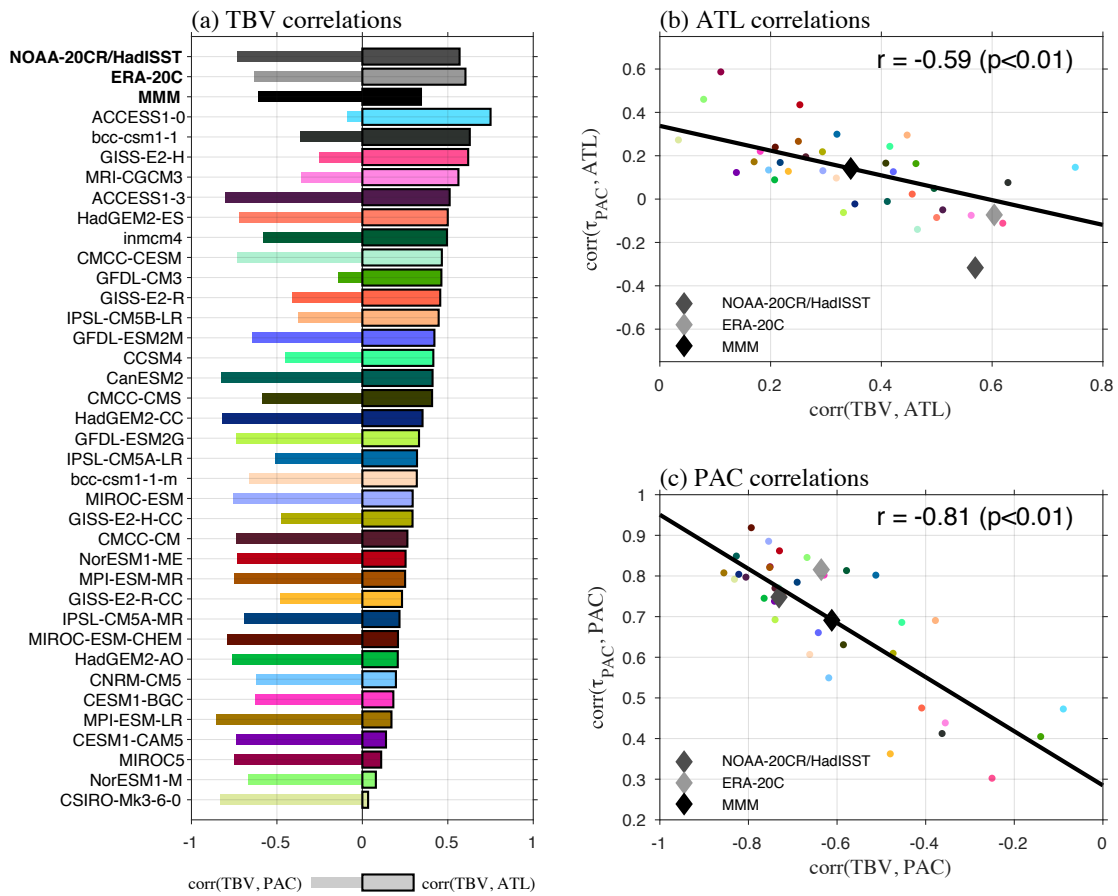 (a) TBV correlations
NOAA-20CR/HadISST
ERA-20C
MMM
ACCESS1-0
bcc-csm1-1
GISS-E2-H
MRI-CGCM3
ACCESS1-3
HadGEM2-ES
inmcm4
CMCC-CESM
GFDL-CM3
GISS-E2-R
IPSL-CM5B-LR
GFDL-ESM2M
CCSM4
CanESM2
CMCC-CMS
HadGEM2-CC
GFDL-ESM2G
IPSL-CM5A-LR
bcc-csm1-1-m
MIROC-ESM
GISS-E2-H-CC
CMCC-CM
NorESM1-ME
MPI-ESM-MR
GISS-E2-R-CC
IPSL-CM5A-MR
MIROC-ESM-CHEM
HadGEM2-AO
CNRM-CM5
CESM1-BGC
MPI-ESM-LR
CESM1-CAM5
MIROC5
NorESM1-M
CSIRO-Mk3-6-0
-1 -0.5 0 0.5 1
corr(TBV, PAC) corr(TBV, ATL)
(b) ATL correlations
r = -0.59 (p<0.01)
0.6
0.4
0.2
0
-0.2
-0.4
-0.6
corr(τPAC, ATL)
NOAA-20CR/HadISST
ERA-20C
MMM
0 0.2 0.4 0.6 0.8
corr(TBV, ATL)
(c) PAC correlations
r = -0.81 (p<0.01)
1
0.9
0.8
0.7
0.6
0.5
0.4
0.3
0.2
corr(τPAC, PAC)
NOAA-20CR/HadISST
ERA-20C
MMM
-1 -0.8 -0.6 -0.4 -0.2 0
corr(TBV, PAC)